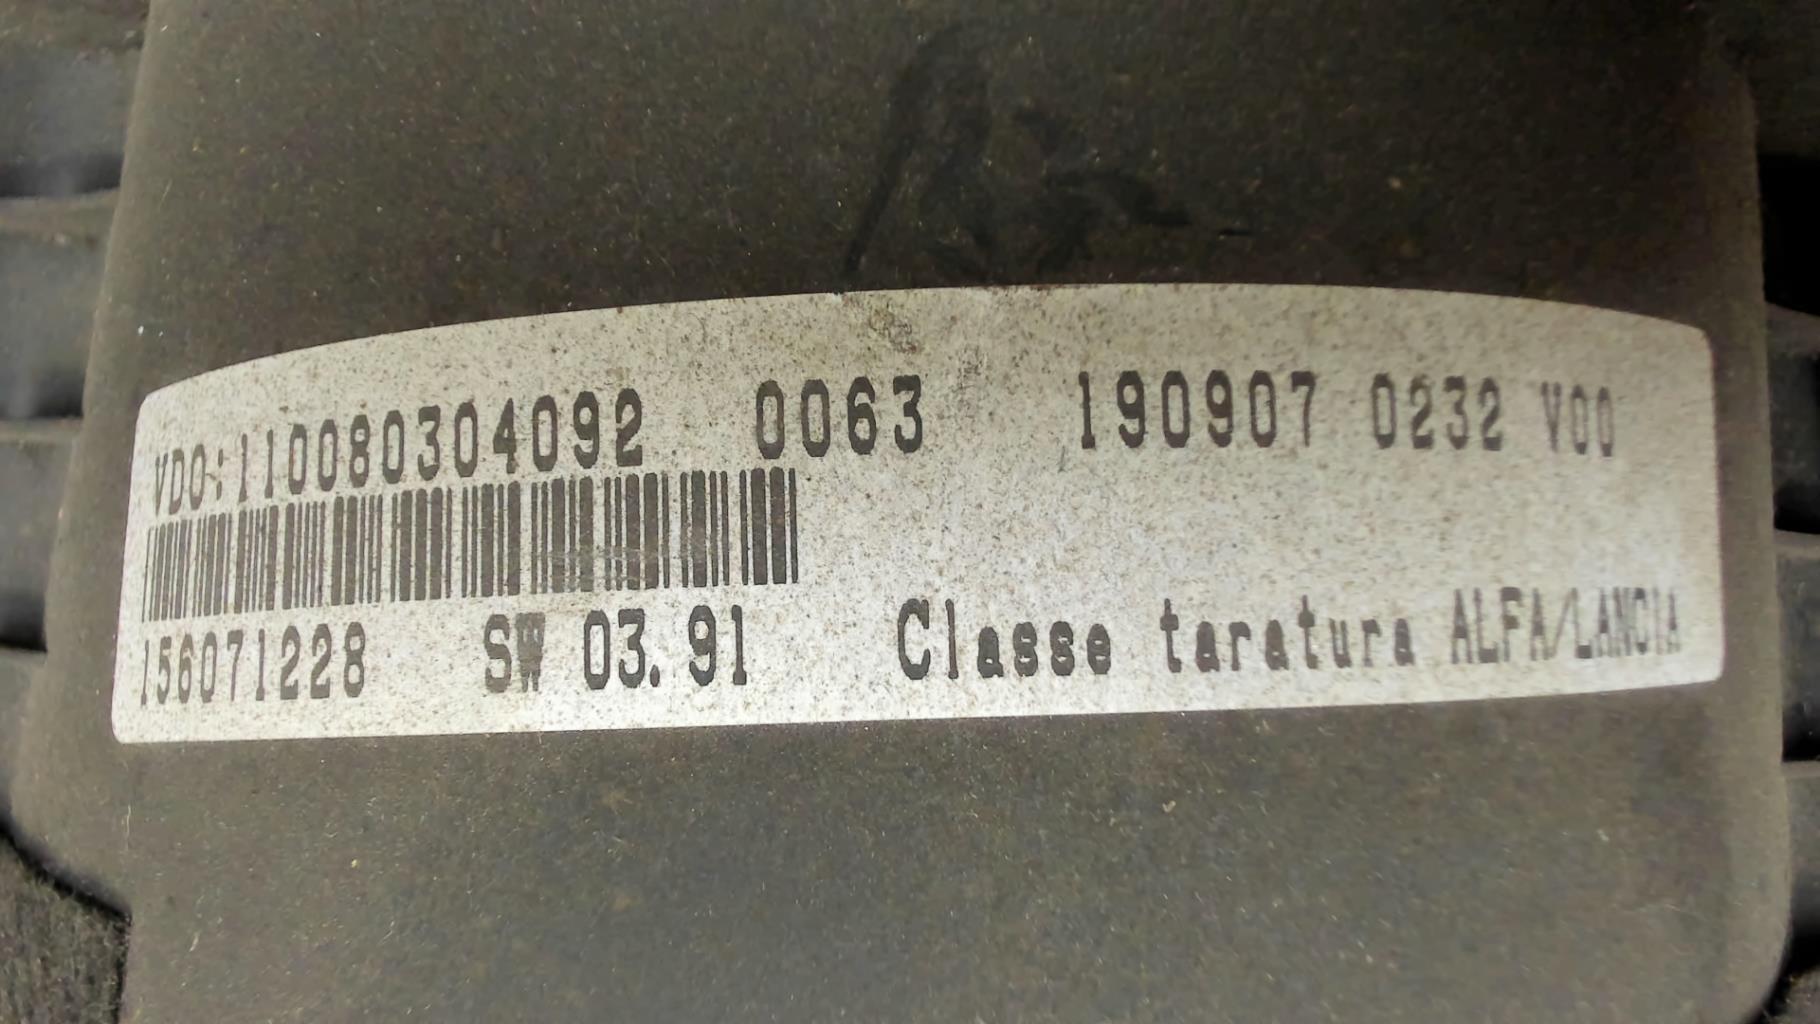 VDO:110080304092 0063 190907 0232 V00
156071228 SW 03.91 Classe taratura ALFA/LANCIA